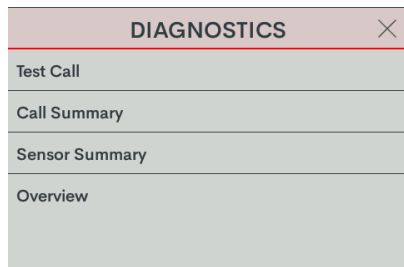 DIAGNOSTICS
Test Call
Call Summary
Sensor Summary
Overview